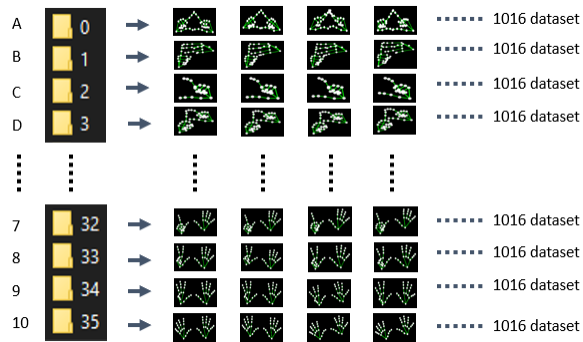 A 0 1016 dataset
B 1 1016 dataset
C 2 1016 dataset
D 3 1016 dataset
7 32 1016 dataset
8 33 1016 dataset
9 34 1016 dataset
10 35 1016 dataset